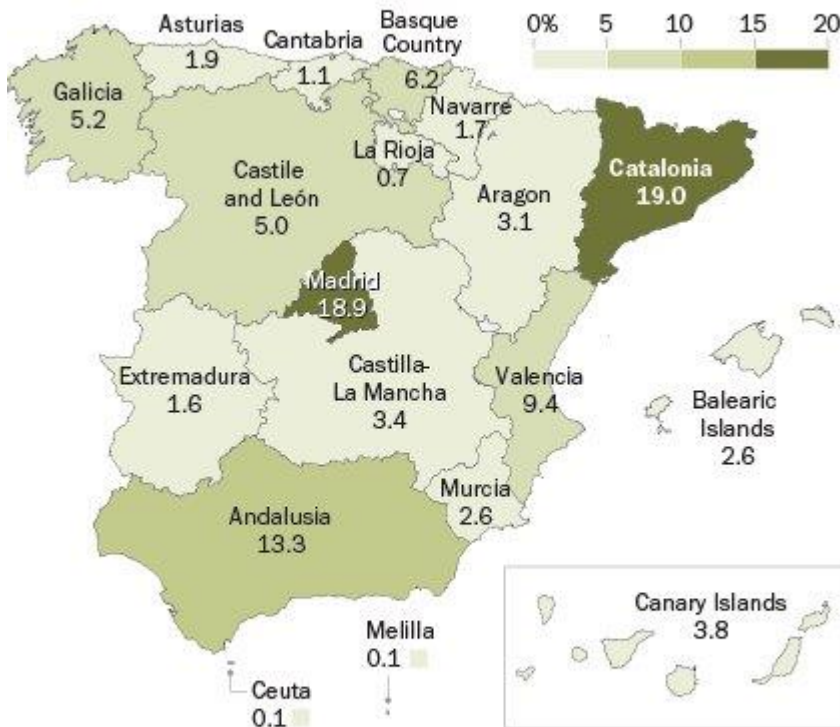 Asturias
1.9
Cantabria
1.1
Basque
Country
6.2
0% 5 10 15 20
Galicia
5.2
Navarre
1.7
La Rioja
0.7
Castile
and León
5.0
Aragon
3.1
Catalonia
19.0
Madrid
18.9
Extremadura
1.6
Castilla-
La Mancha
3.4
Valencia
9.4
Balearic
Islands
2.6
Murcia
2.6
Andalusia
13.3
Canary Islands
3.8
Melilla
0.1
Ceuta
0.1